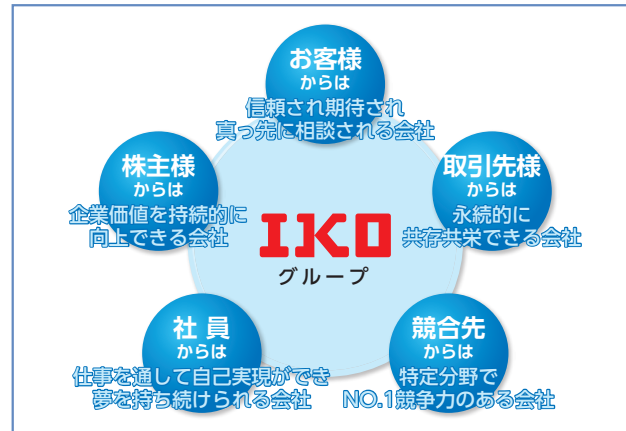 お客様
からは
信頼され期待され
真っ先に相談される会社
株主様
からは
企業価値を持続的に
向上できる会社
取引先様
からは
永続的に
共存共栄できる会社
IKO
グループ
社 員
からは
仕事を通して自己実現ができ
夢を持ち続けられる会社
競合先
からは
特定分野で
NO.1競争力のある会社